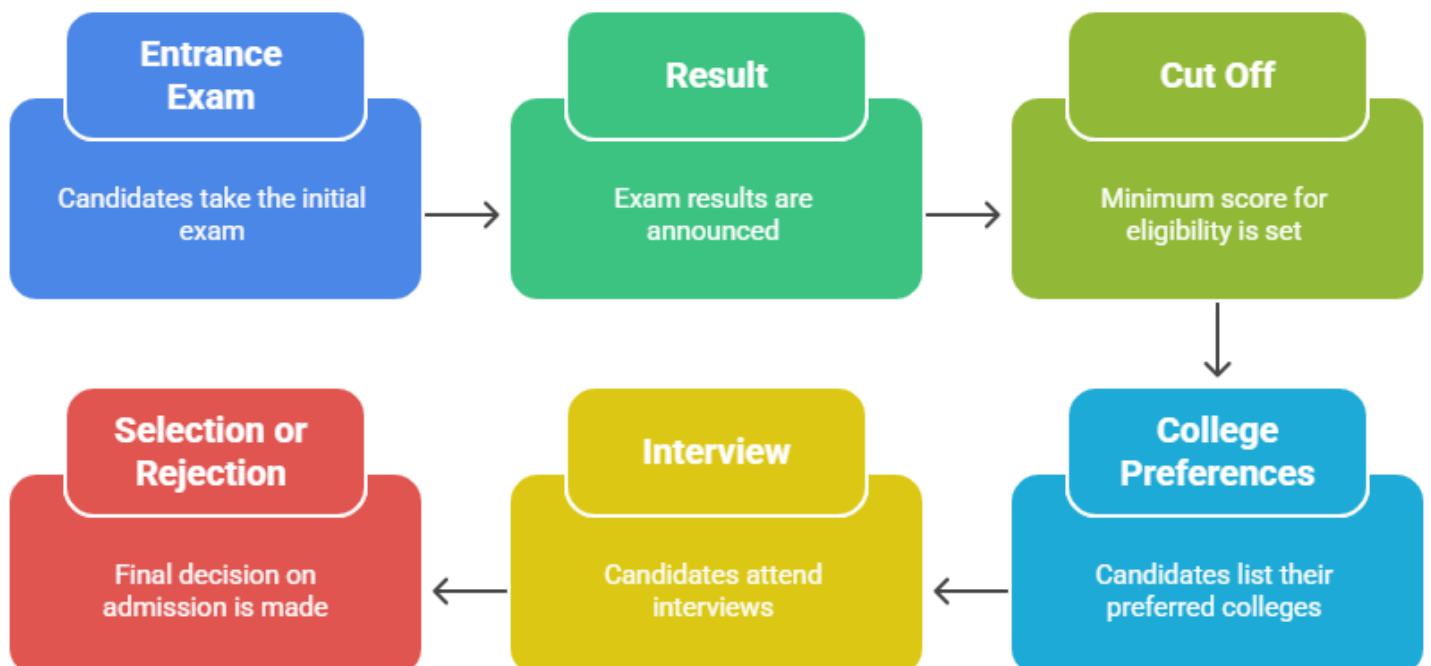 Entrance
Exam
Candidates take the initial
exam
Result
Exam results are
announced
Cut Off
Minimum score for
eligibility is set
College
Preferences
Candidates list their
preferred colleges
Interview
Candidates attend
interviews
Selection or
Rejection
Final decision on
admission is made